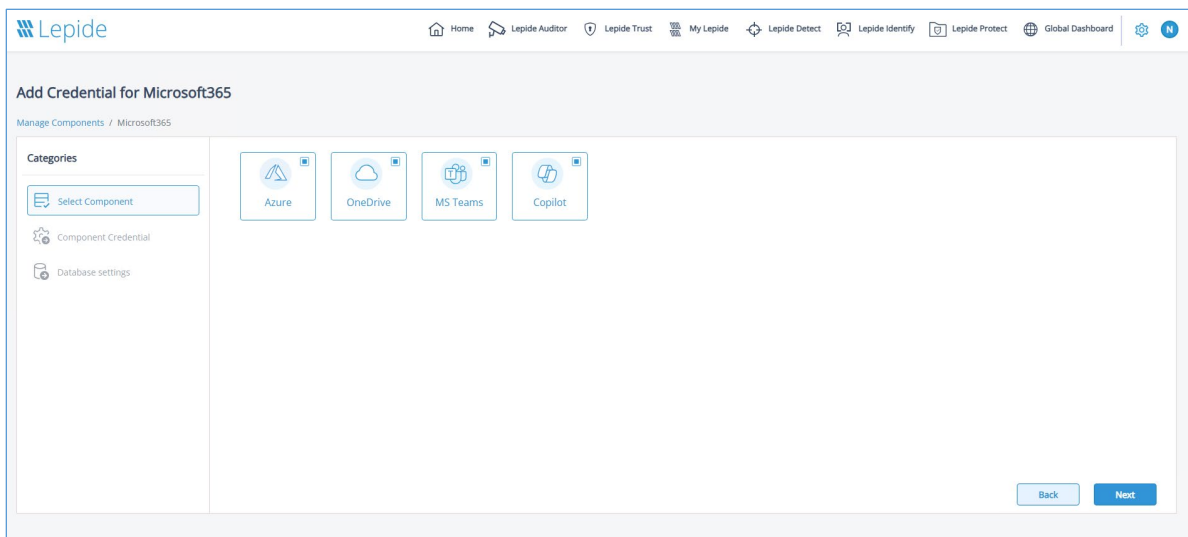 Lepide
Home Lepide Auditor Lepide Trust My Lepide Lepide Detect Lepide Identify Lepide Protect Global Dashboard N
Add Credential for Microsoft365
Manage Components / Microsoft365
Categories
Select Component
Component Credential
Database settings
Azure OneDrive MS Teams Copilot
Back Next